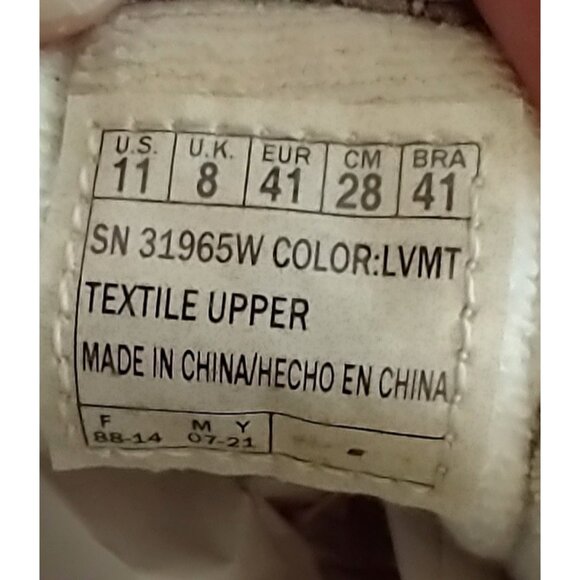 U.S. U.K. EUR CM BRA
11 8 41 28 41
SN 31965W COLOR:LVMT
TEXTILE UPPER
MADE IN CHINA/HECHO EN CHINA
F M Y
88-14 07-21 -